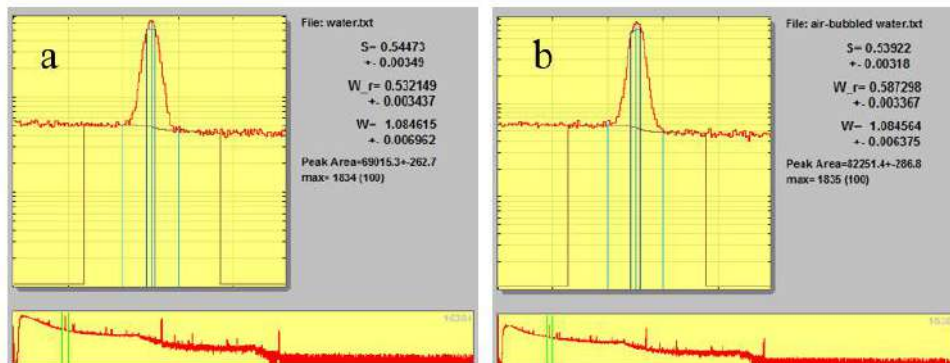 a
File: water.txt
S= 0.54473
+- 0.00349
W_r= 0.532149
+- 0.003437
W= 1.084615
+- 0.006962
Peak Area=69015.3+-262.7
max= 1834 (100)
b
File: air-bubbled water.txt
S= 0.53922
+- 0.00318
W_r= 0.587298
+- 0.003367
W= 1.084564
+- 0.006375
Peak Area=82251.4+-286.8
max= 1835 (100)